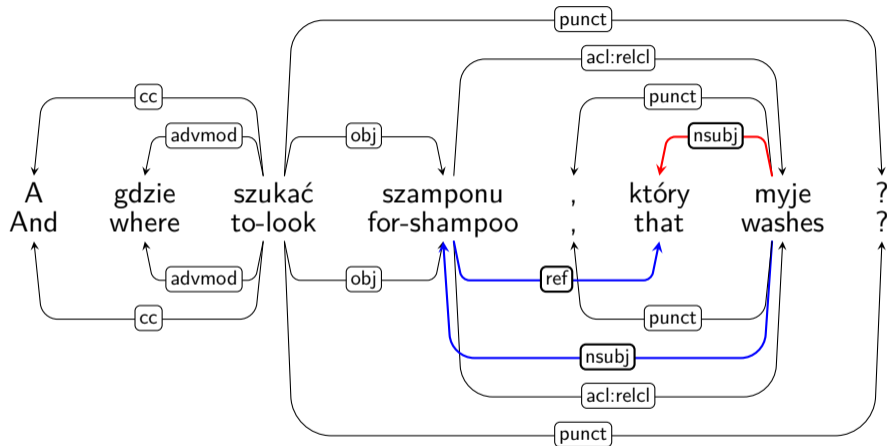 punct
acl:relcl
cc punct
advmod obj nsubj
A gdzie szukać szamponu , który myje ?
And where to-look for-shampoo , that washes ?
advmod obj ref
cc punct
nsubj
acl:relcl
punct